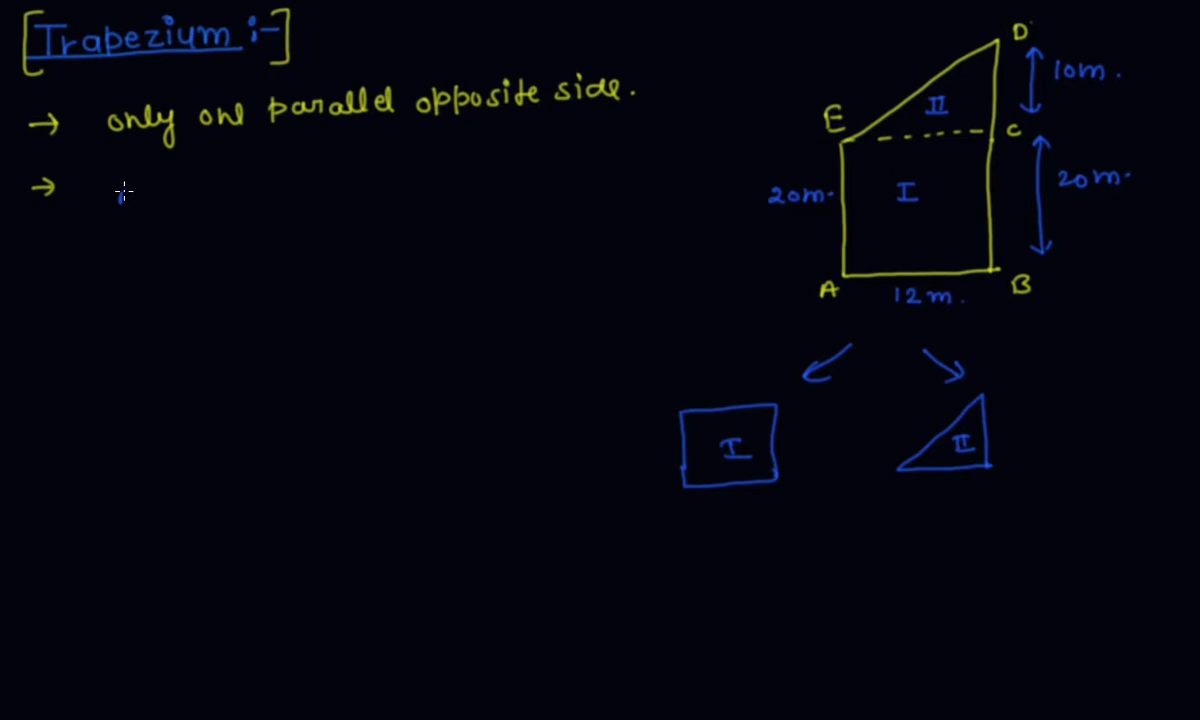 [Trapezium :-]
→ only one parallel opposite side.
→
D
10m.
E
II
C
20m.
I
20m.
A
12m.
B
I
II